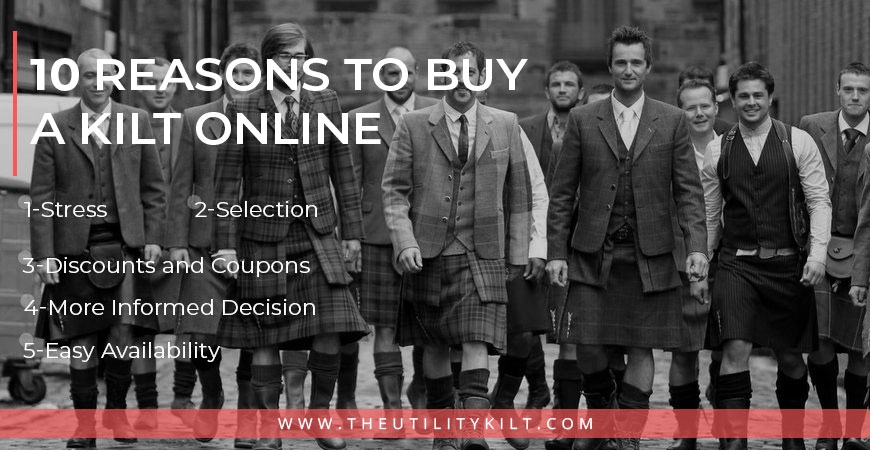 10 REASONS TO BUY
A KILT ONLINE
1-Stress 2-Selection
3-Discounts and Coupons
4-More Informed Decision
5-Easy Availability
WWW.THEUTILITYKILT.COM